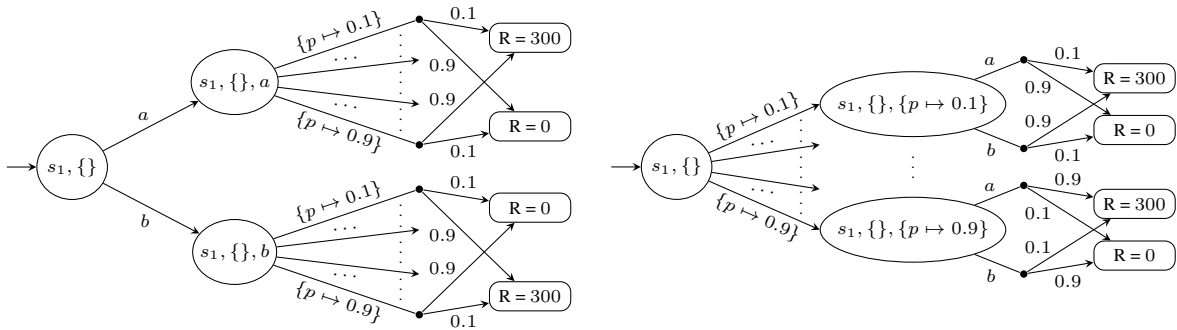 {p ↦ 0.1}
0.1
R = 300
...
s₁, {}, a
0.9
0.9
...
a
{p ↦ 0.9}
0.1
R = 0
s₁, {}
b
{p ↦ 0.1}
0.1
R = 0
...
s₁, {}, b
0.9
0.9
...
{p ↦ 0.9}
0.1
R = 300
a
0.1
R = 300
{p ↦ 0.1}
s₁, {}, {p ↦ 0.1}
0.9
0.9
R = 0
...
b
0.1
s₁, {}
...
a
0.9
R = 300
...
{p ↦ 0.9}
s₁, {}, {p ↦ 0.9}
0.1
0.1
R = 0
b
0.9